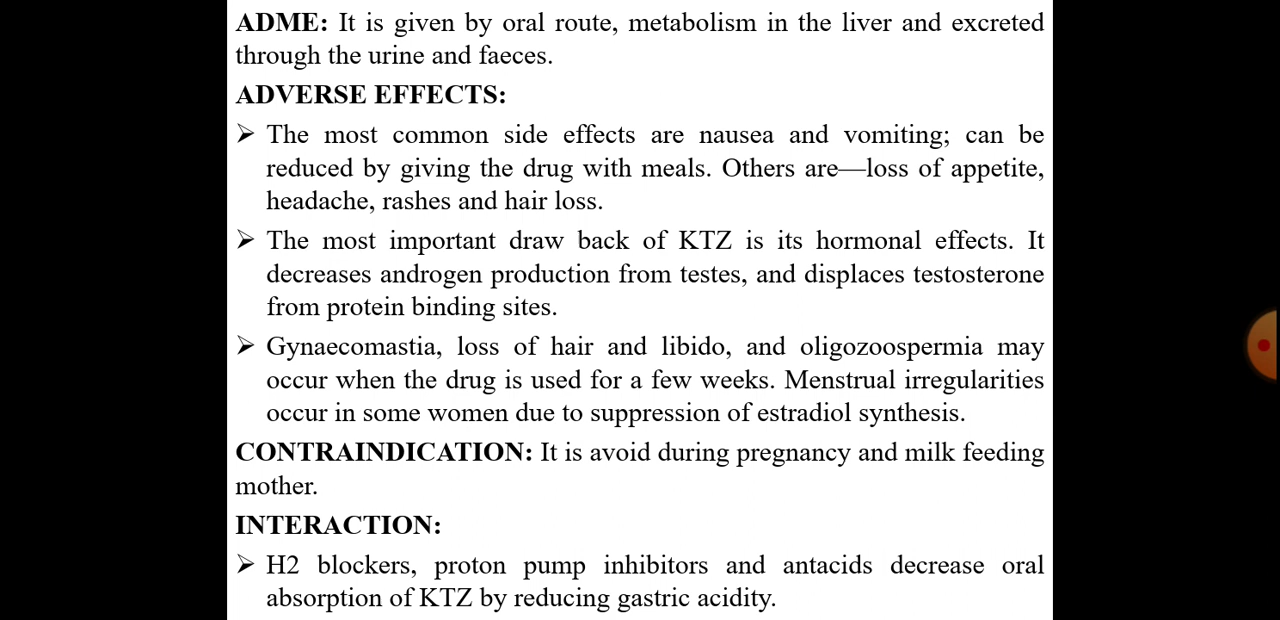 ADME: It is given by oral route, metabolism in the liver and excreted
through the urine and faeces.
ADVERSE EFFECTS:
➢ The most common side effects are nausea and vomiting; can be
reduced by giving the drug with meals. Others are—loss of appetite,
headache, rashes and hair loss.
➢ The most important draw back of KTZ is its hormonal effects. It
decreases androgen production from testes, and displaces testosterone
from protein binding sites.
➢ Gynaecomastia, loss of hair and libido, and oligozoospermia may
occur when the drug is used for a few weeks. Menstrual irregularities
occur in some women due to suppression of estradiol synthesis.
CONTRAINDICATION: It is avoid during pregnancy and milk feeding
mother.
INTERACTION:
➢ H2 blockers, proton pump inhibitors and antacids decrease oral
absorption of KTZ by reducing gastric acidity.